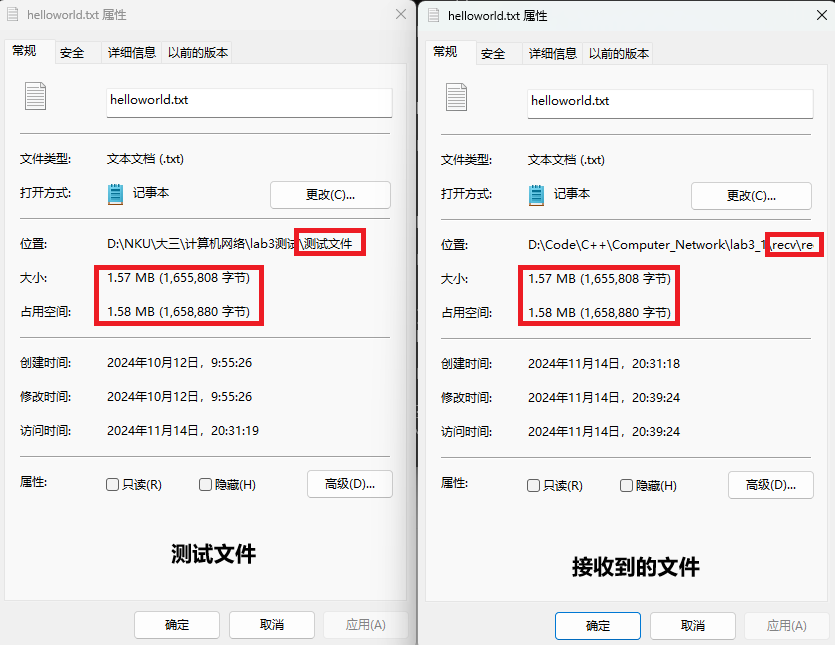 helloworld.txt 属性
常规 安全 详细信息 以前的版本
helloworld.txt
文件类型: 文本文档 (.txt)
打开方式: 记事本 更改(C)...
位置: D:\NKU\大三\计算机网络\lab3测试\测试文件
大小: 1.57 MB (1,655,808 字节)
占用空间: 1.58 MB (1,658,880 字节)
创建时间: 2024年10月12日，9:55:26
修改时间: 2024年10月12日，9:55:26
访问时间: 2024年11月14日，20:31:19
属性: 只读(R) 隐藏(H) 高级(D)...
测试文件
确定 取消 应用(A)
helloworld.txt 属性
常规 安全 详细信息 以前的版本
helloworld.txt
文件类型: 文本文档 (.txt)
打开方式: 记事本 更改(C)...
位置: D:\Code\C++\Computer_Network\lab3_1\recv\re
大小: 1.57 MB (1,655,808 字节)
占用空间: 1.58 MB (1,658,880 字节)
创建时间: 2024年11月14日，20:31:18
修改时间: 2024年11月14日，20:39:24
访问时间: 2024年11月14日，20:39:24
属性: 只读(R) 隐藏(H) 高级(D)...
接收到的文件
确定 取消 应用(A)